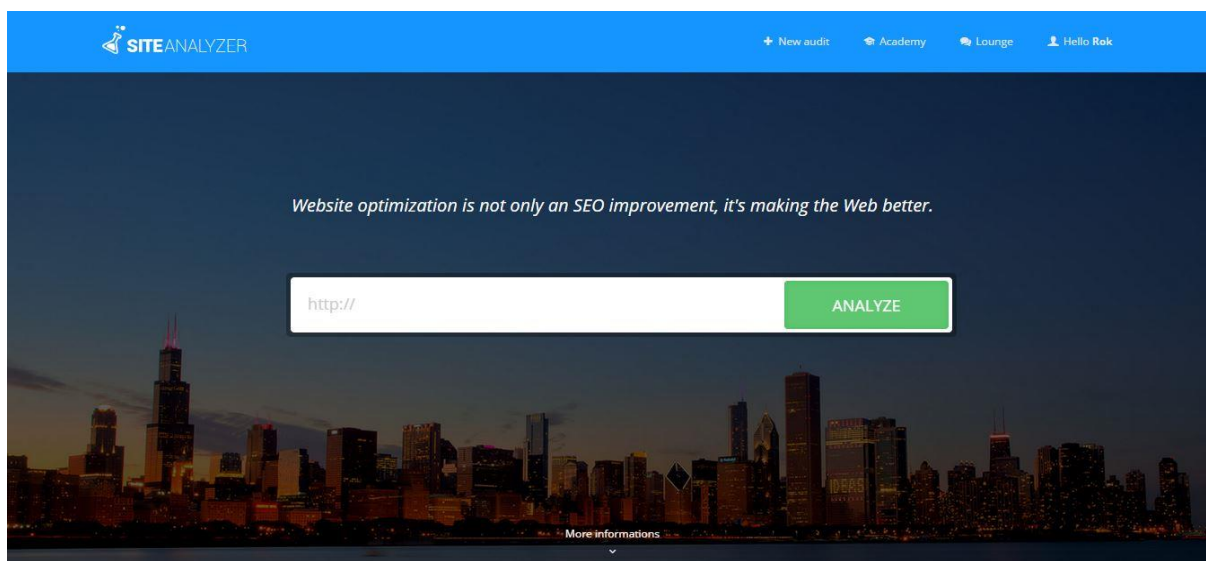 SITEANALYZER
+ New audit
Academy
Lounge
Hello Rok
Website optimization is not only an SEO improvement, it's making the Web better.
http://
ANALYZE
More informations